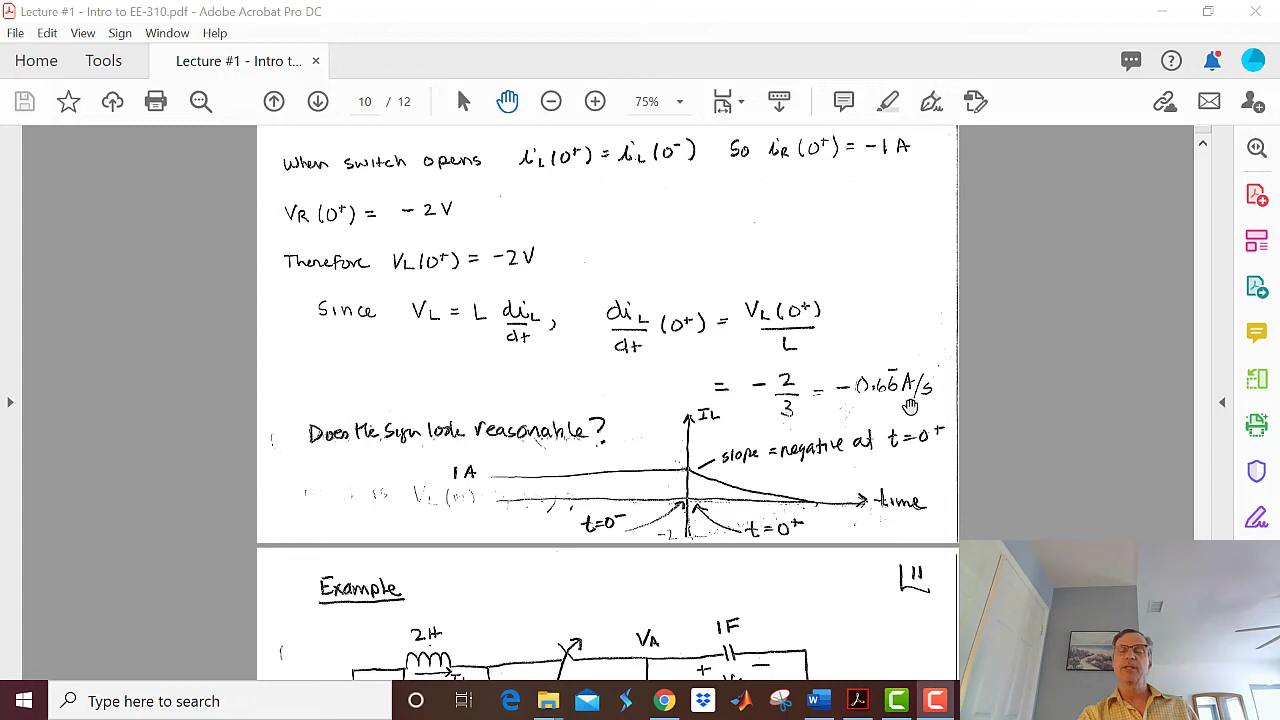 Lecture #1 - Intro to EE-310.pdf - Adobe Acrobat Pro DC
File Edit View Sign Window Help
Home Tools Lecture #1 - Intro t... ×
10 / 12 75%
When switch opens iL(0+) = iL(0-) So iR(0+) = -1 A
VR(0+) = -2V
Therefore VL(0+) = -2V
Since VL = L diL/dt, diL/dt (0+) = VL(0+)/L
= -2/3 = -0.66̄ A/s
Does the sign look reasonable?
IL
slope = negative at t=0+
1A
is VL(
time
t=0- t=0+
-2
Example
11
2H
VA
1F
+ -
Type here to search